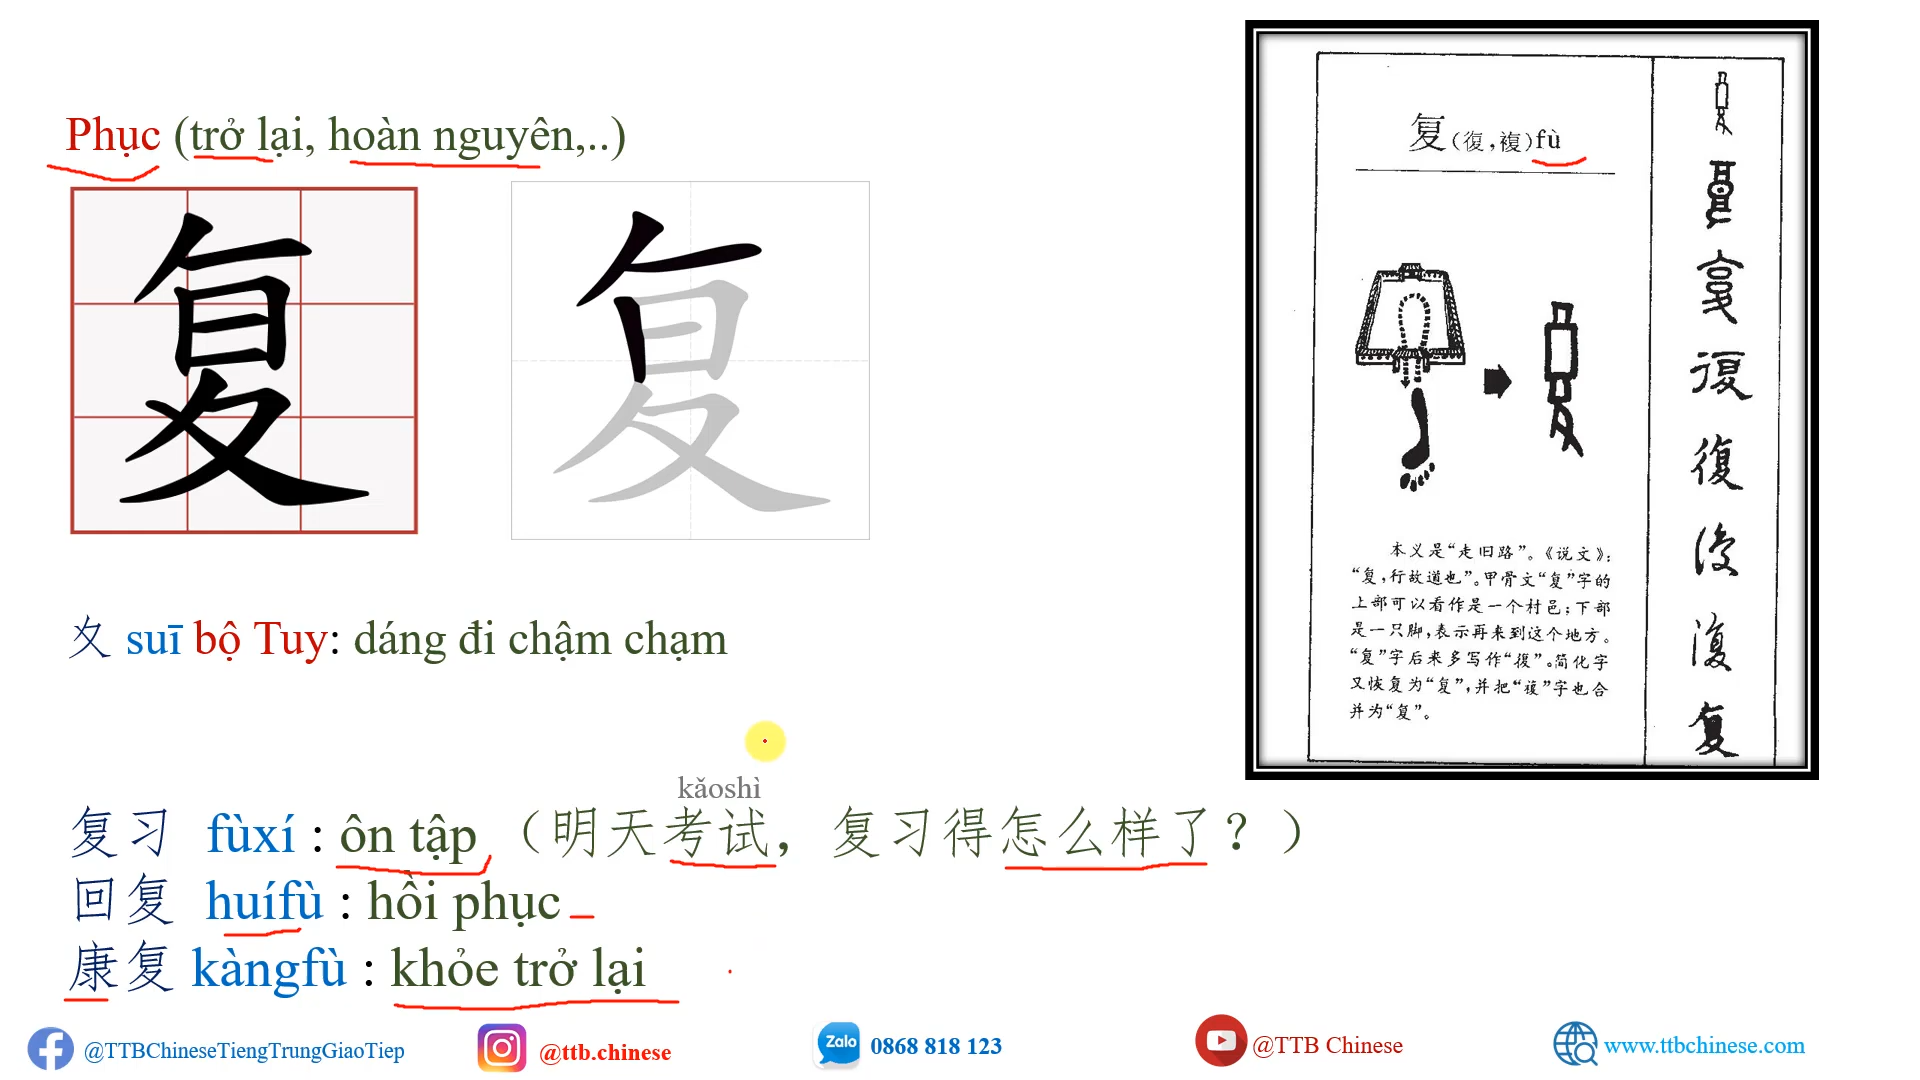 Phục (trở lại, hoàn nguyên,..)
复
复
夊 suī bộ Tuy: dáng đi chậm chạm
kǎoshì
复习 fùxí : ôn tập （明天考试，复习得怎么样了？）
回复 huífù : hồi phục
康复 kàngfù : khỏe trở lại
复(復,複)fù
本义是“走旧路”。《说文》:
“复,行故道也”。甲骨文“复”字的
上部可以看作是一个村邑;下部
是一只脚,表示再来到这个地方。
“复”字后来多写作“復”。简化字
又恢复为“复”,并把“複”字也合
并为“复”。
復
復
复
@TTBChineseTiengTrungGiaoTiep
@ttb.chinese
Zalo
0868 818 123
@TTB Chinese
www.ttbchinese.com